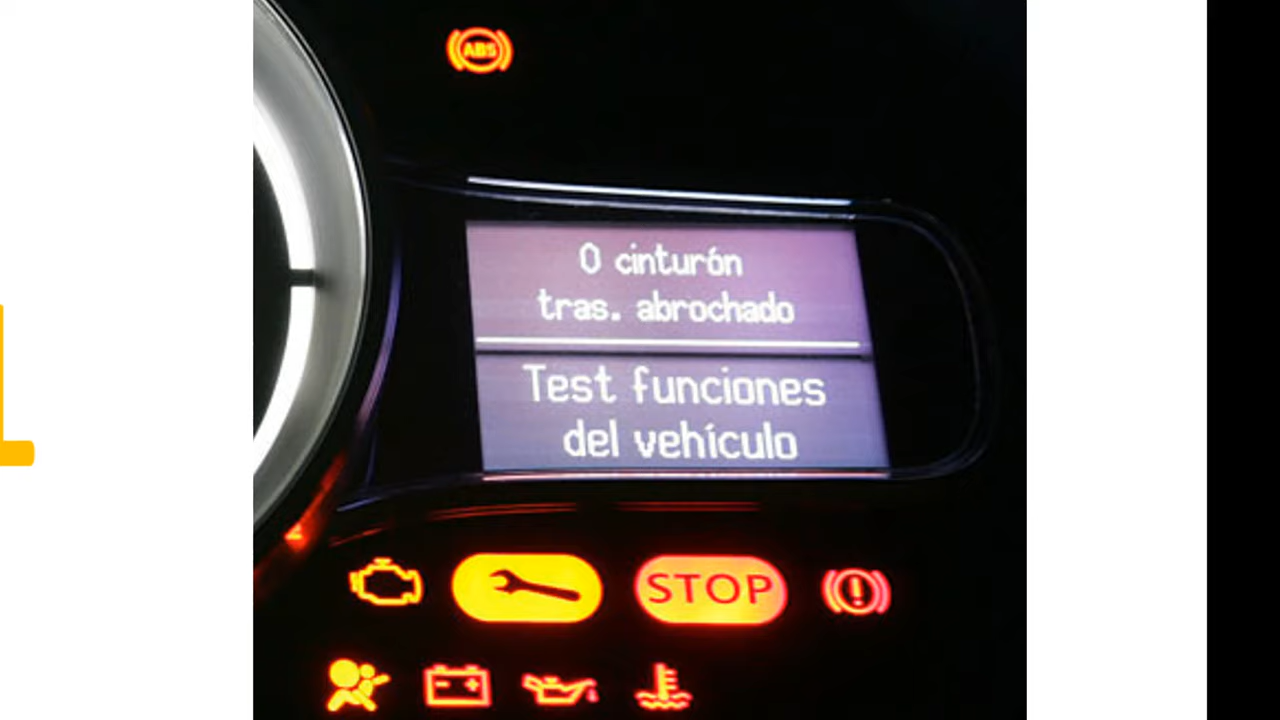 ABS
0 cinturón
tras. abrochado
Test funciones
del vehículo
STOP